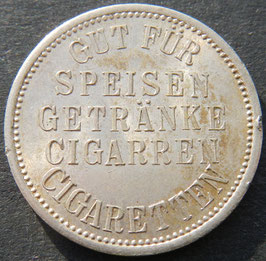 GUT FÜR
SPEISEN
GETRÄNKE
CIGARREN
CIGARETTEN